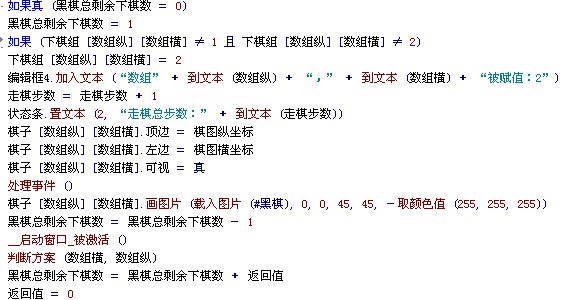 如果真 (黑棋总剩余下棋数 = 0)
黑棋总剩余下棋数 = 1
如果 (下棋组 [数组纵] [数组横] ≠ 1 且 下棋组 [数组纵] [数组横] ≠ 2)
下棋组 [数组纵] [数组横] = 2
编辑框4.加入文本 (“数组” + 到文本 (数组纵) + “，” + 到文本 (数组横) + “被赋值：2”)
走棋步数 = 走棋步数 + 1
状态条.置文本 (2, “走棋总步数：” + 到文本 (走棋步数))
棋子 [数组纵] [数组横].顶边 = 棋图纵坐标
棋子 [数组纵] [数组横].左边 = 棋图横坐标
棋子 [数组纵] [数组横].可视 = 真
处理事件 ()
棋子 [数组纵] [数组横].画图片 (载入图片 (#黑棋), 0, 0, 45, 45, －取颜色值 (255, 255, 255))
黑棋总剩余下棋数 = 黑棋总剩余下棋数 － 1
__启动窗口_被激活 ()
判断方案 (数组横, 数组纵)
黑棋总剩余下棋数 = 黑棋总剩余下棋数 + 返回值
返回值 = 0